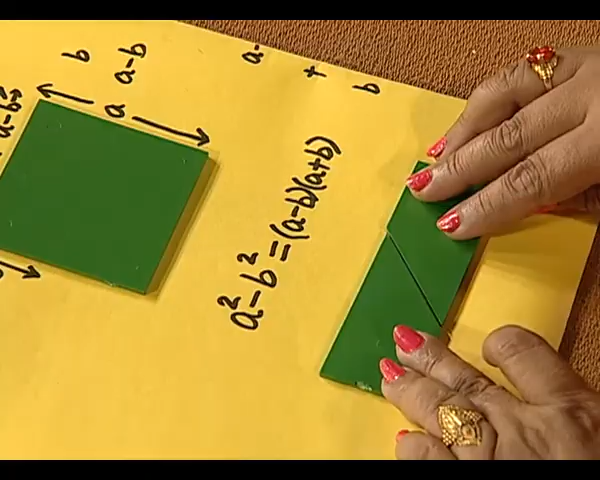 b
a-b
a
a-b
a-
+
b
a²-b²=(a-b)(a+b)